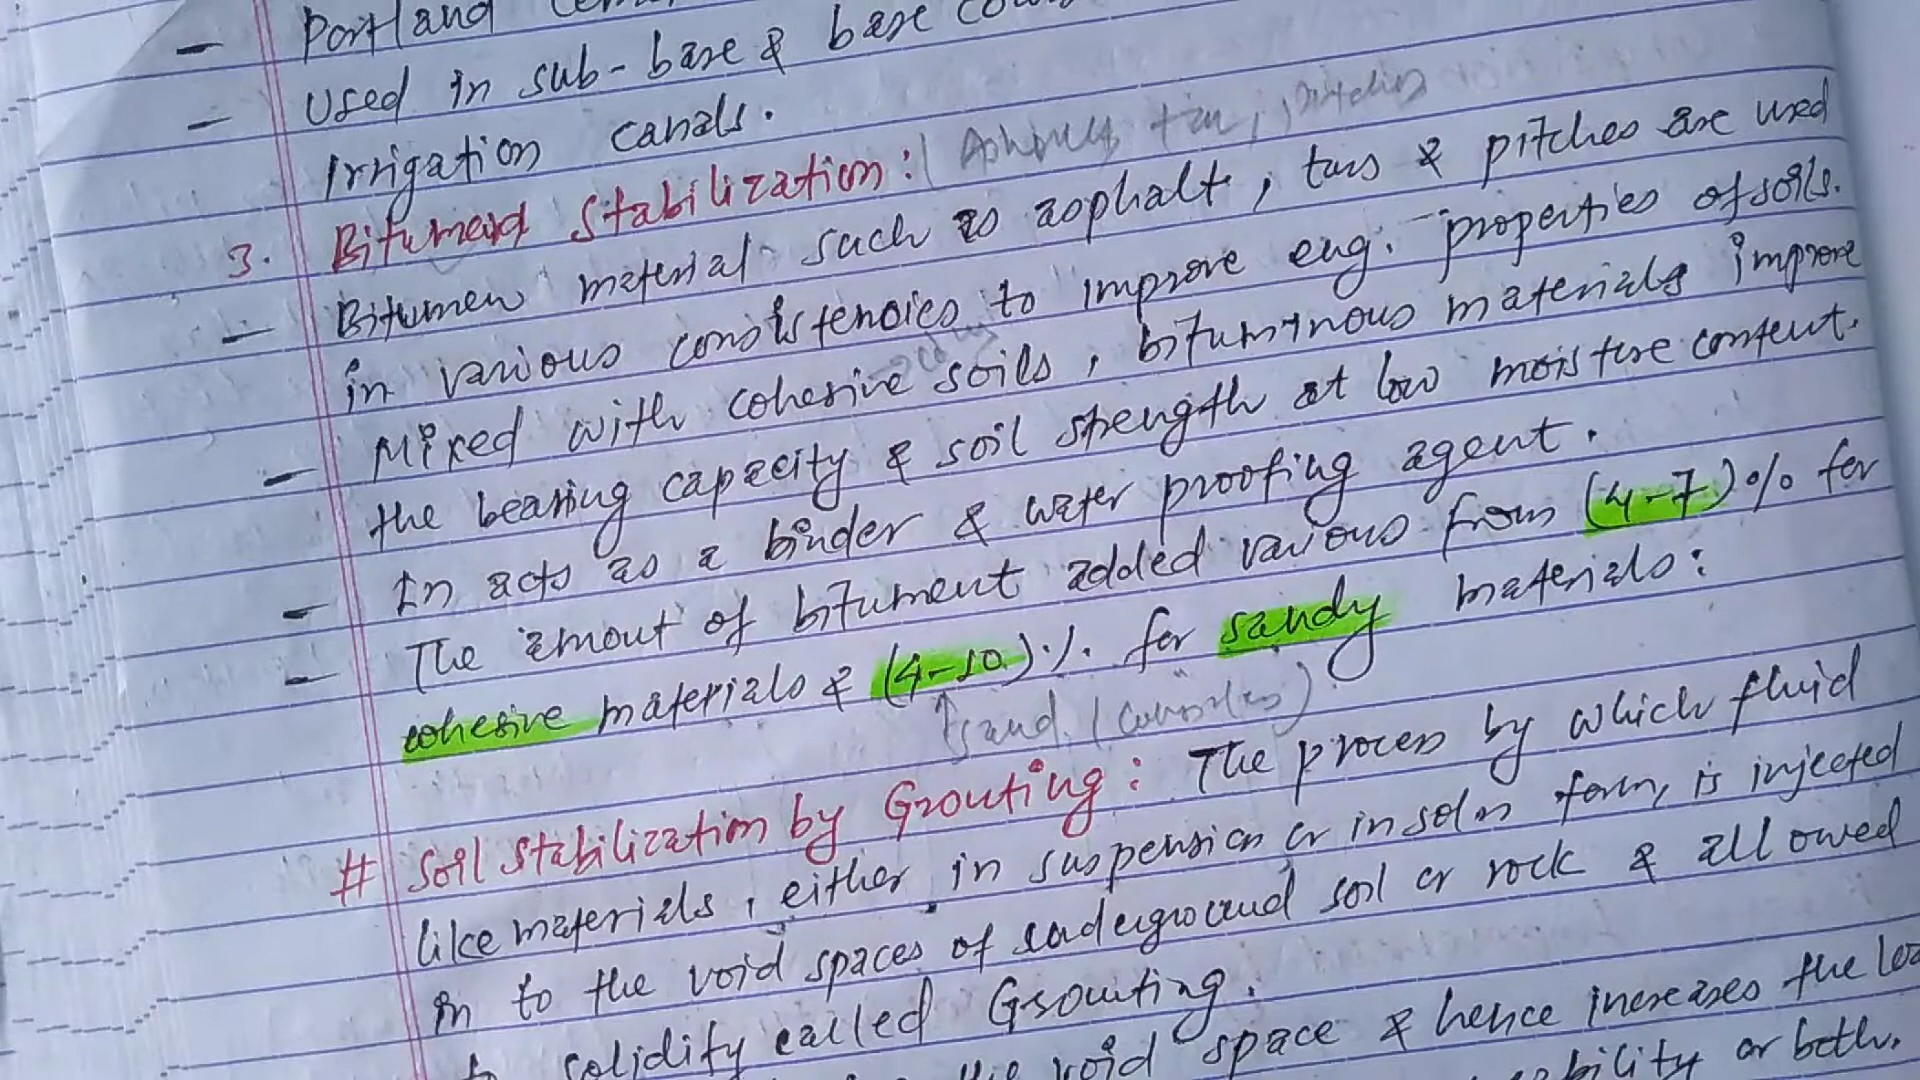 - Portland
- Used in sub-base & base
Irrigation canals.
3. Bitument Stabilization:
- Bitumen material such as asphalt, tars & pitches are used
in various consistencies to improve eng. properties of soils.
- Mixed with cohesive soils, bituminous materials improve
the bearing capacity & soil strength at low moisture content.
- In acts as a binder & water proofing agent.
- The amout of bitument added various from (4-7)% for
cohesive materials & (4-10)% for sandy materials:
sand
# Soil stabilization by Grouting: The process by which fluid
like materials, either in suspension or in soln form, is injected
in to the void spaces of underground soil or rock & allowed
to solidify called Grouting.
void space & hence increases the
or both.